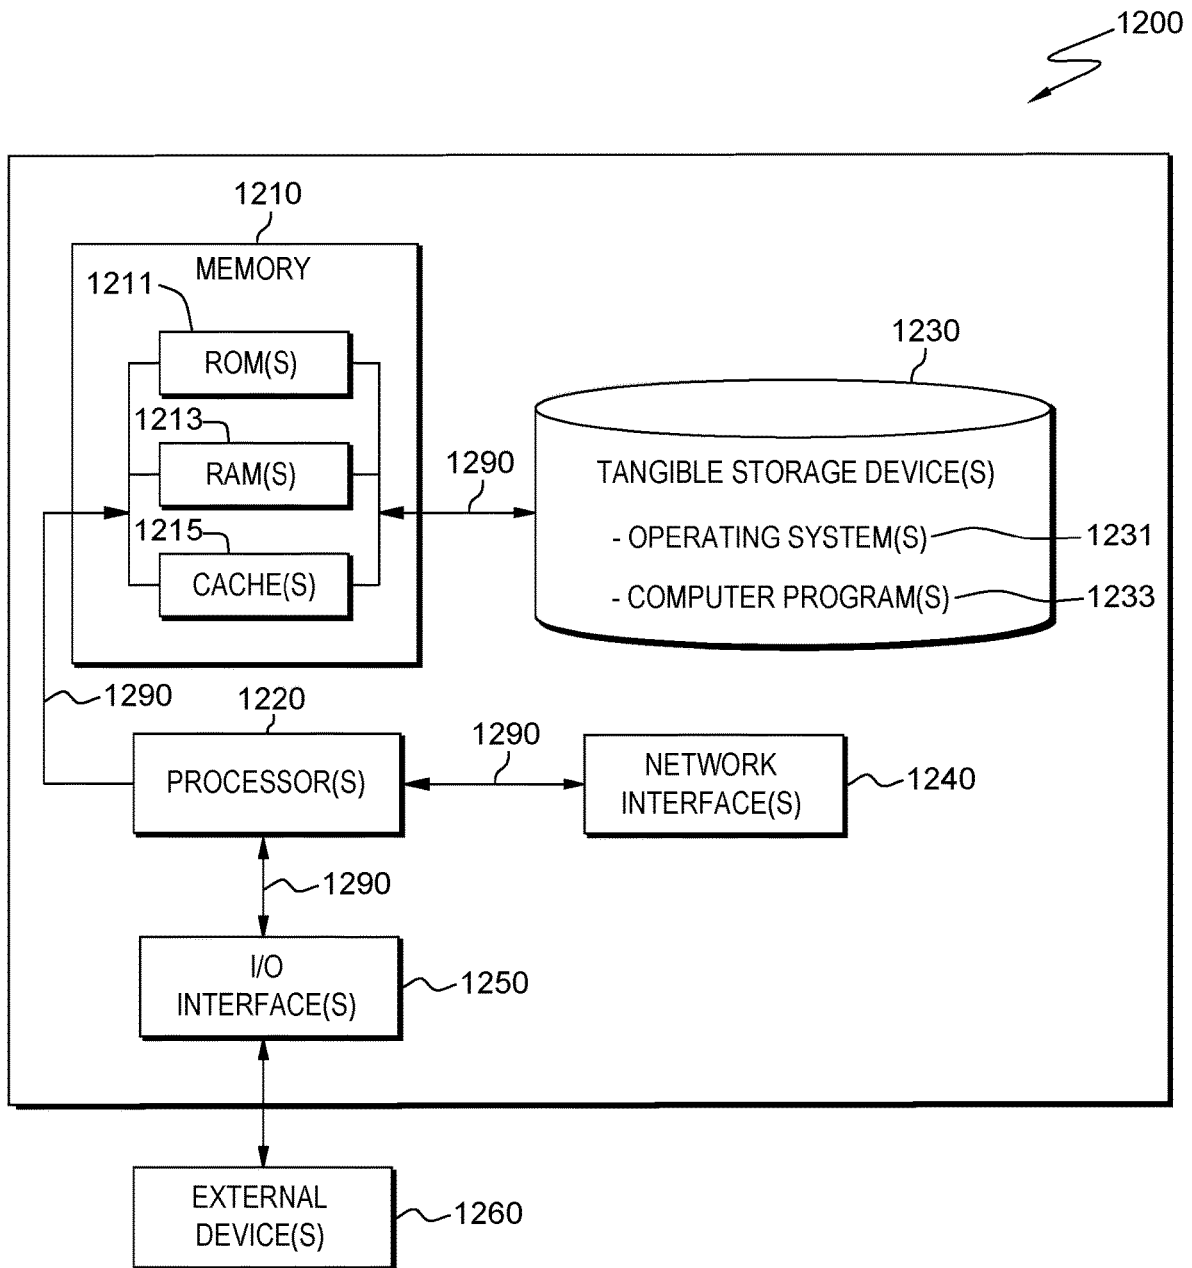 1200
1210
MEMORY
1211
ROM(S)
1213
RAM(S)
1215
CACHE(S)
1290
1230
TANGIBLE STORAGE DEVICE(S)
- OPERATING SYSTEM(S)
1231
- COMPUTER PROGRAM(S)
1233
1290
1220
PROCESSOR(S)
1290
NETWORK
INTERFACE(S)
1240
1290
I/O
INTERFACE(S)
1250
EXTERNAL
DEVICE(S)
1260